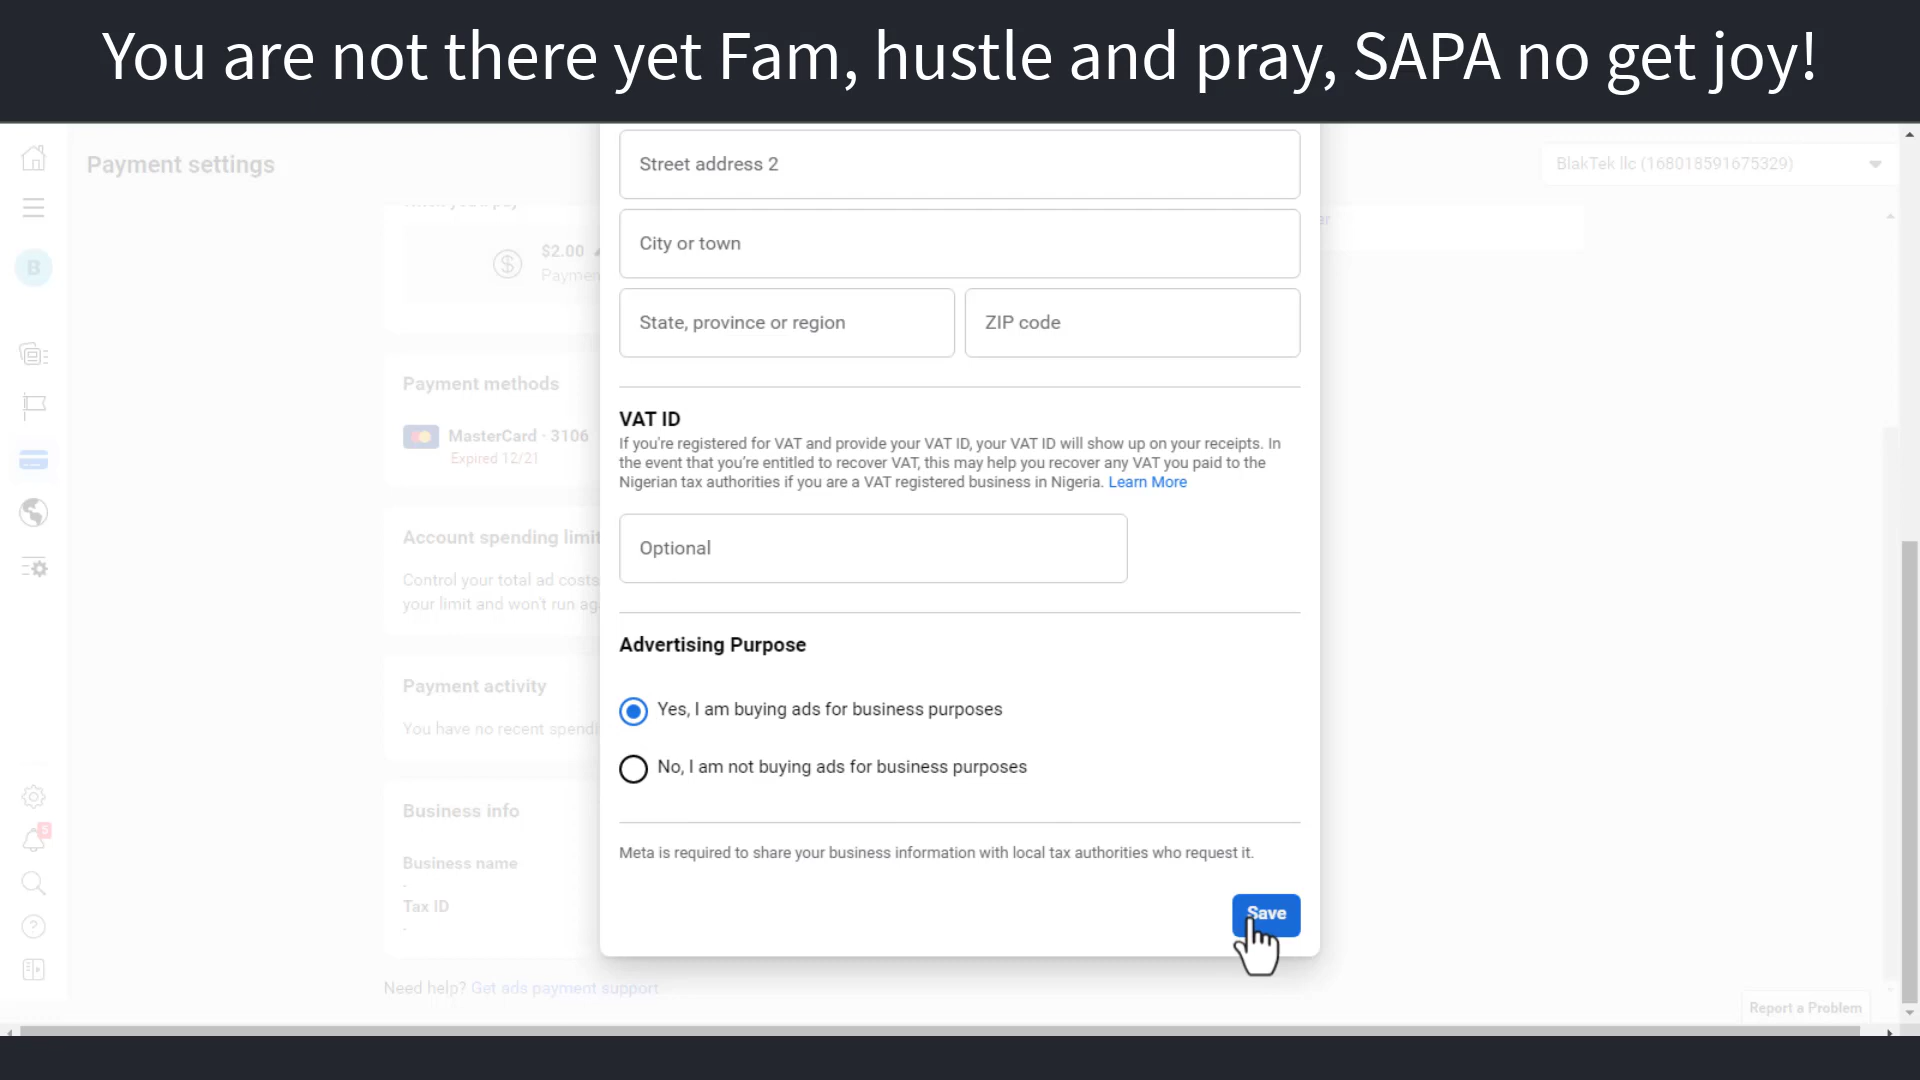 You are not there yet Fam, hustle and pray, SAPA no get joy!
Payment settings
BlakTek llc (168018591675329)
B
$2.00
Payment methods
MasterCard · 3106
Expired 12/21
Account spending limit
Control your total ad costs
your limit and won't run
Payment activity
You have no recent
Business info
Business name
-
Tax ID
-
5
Need help? Get ads payment support
Street address 2
City or town
State, province or region
ZIP code
VAT ID
If you're registered for VAT and provide your VAT ID, your VAT ID will show up on your receipts. In
the event that you're entitled to recover VAT, this may help you recover any VAT you paid to the
Nigerian tax authorities if you are a VAT registered business in Nigeria. Learn More
Optional
Advertising Purpose
Yes, I am buying ads for business purposes
No, I am not buying ads for business purposes
Meta is required to share your business information with local tax authorities who request it.
Save
Report a Problem